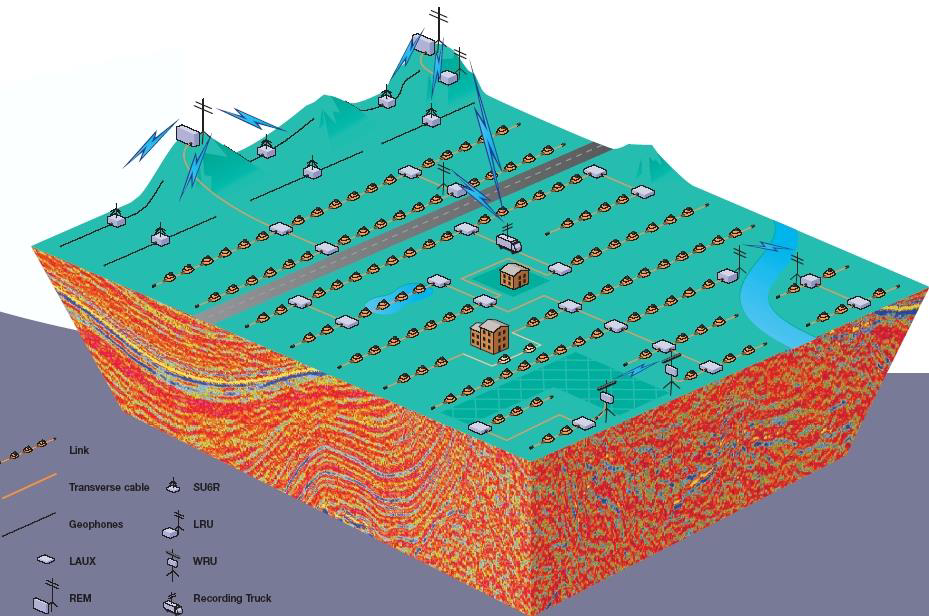 Link
Transverse cable
SU6R
Geophones
LRU
LAUX
WRU
REM
Recording Truck